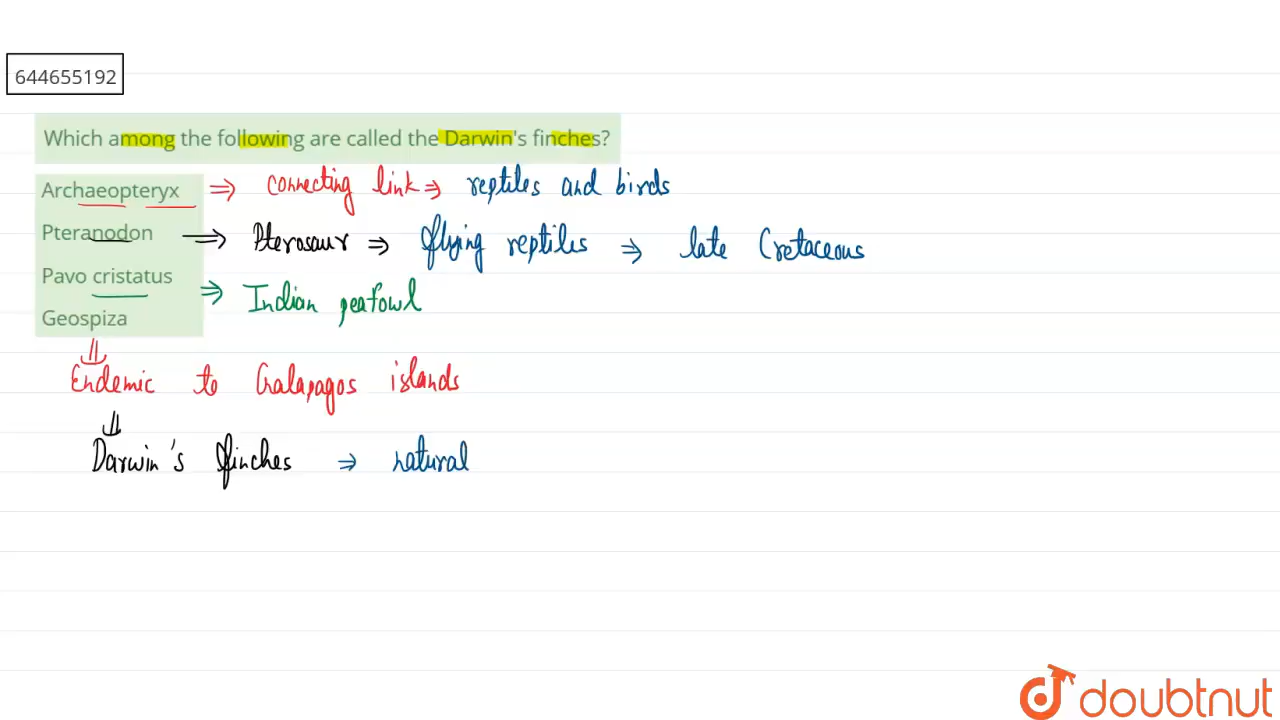 644655192
Which among the following are called the Darwin's finches?
Archaeopteryx ⇒ Connecting link ⇒ reptiles and birds
Pteranodon ⇒ Pterosaur ⇒ flying reptiles ⇒ late Cretaceous
Pavo cristatus ⇒ Indian peafowl
Geospiza
⇓
Endemic to Galapagos islands
⇓
Darwin's finches ⇒ natural
doubtnut